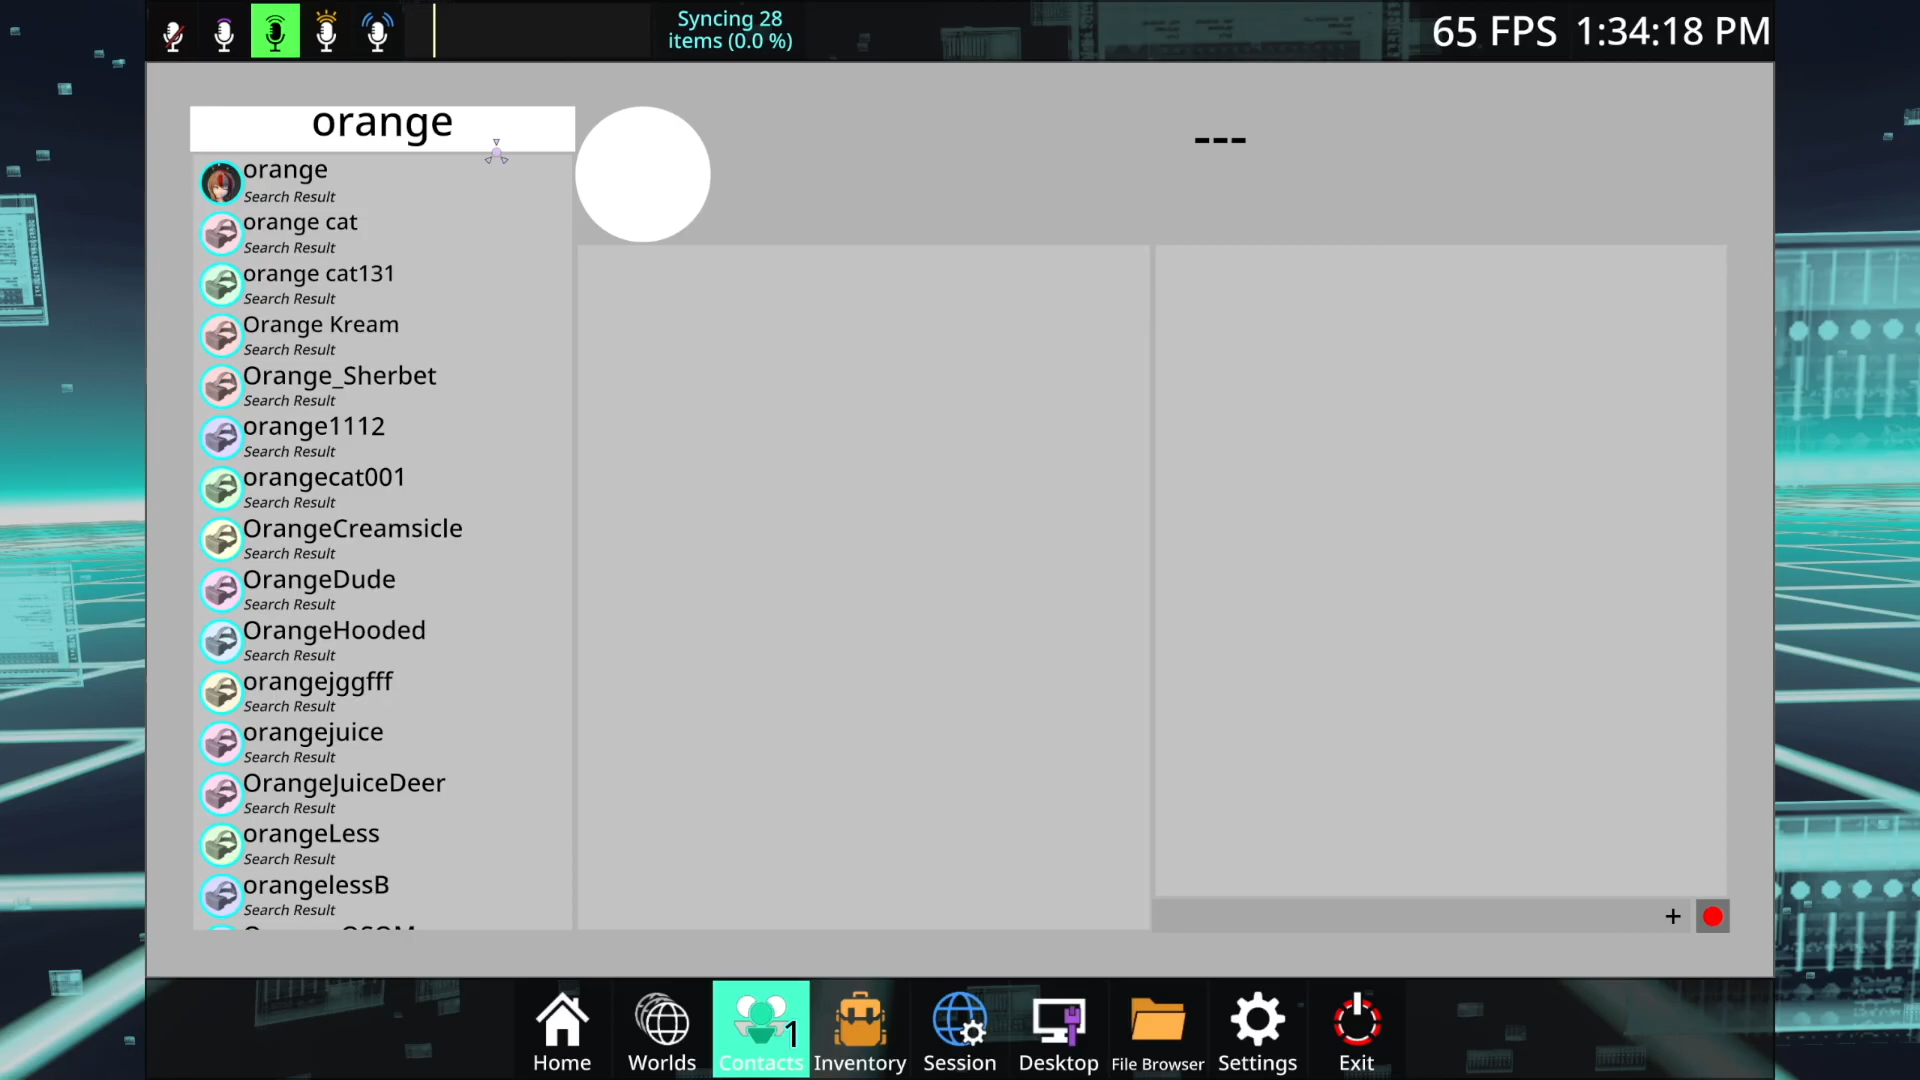 Syncing 28
items (0.0 %)
65 FPS 1:34:18 PM
orange
---
orange
Search Result
orange cat
Search Result
orange cat131
Search Result
Orange Kream
Search Result
Orange_Sherbet
Search Result
orange1112
Search Result
orangecat001
Search Result
OrangeCreamsicle
Search Result
OrangeDude
Search Result
OrangeHooded
Search Result
orangejggfff
Search Result
orangejuice
Search Result
OrangeJuiceDeer
Search Result
orangeLess
Search Result
orangelessB
Search Result
+
1
Home Worlds Contacts Inventory Session Desktop File Browser Settings Exit